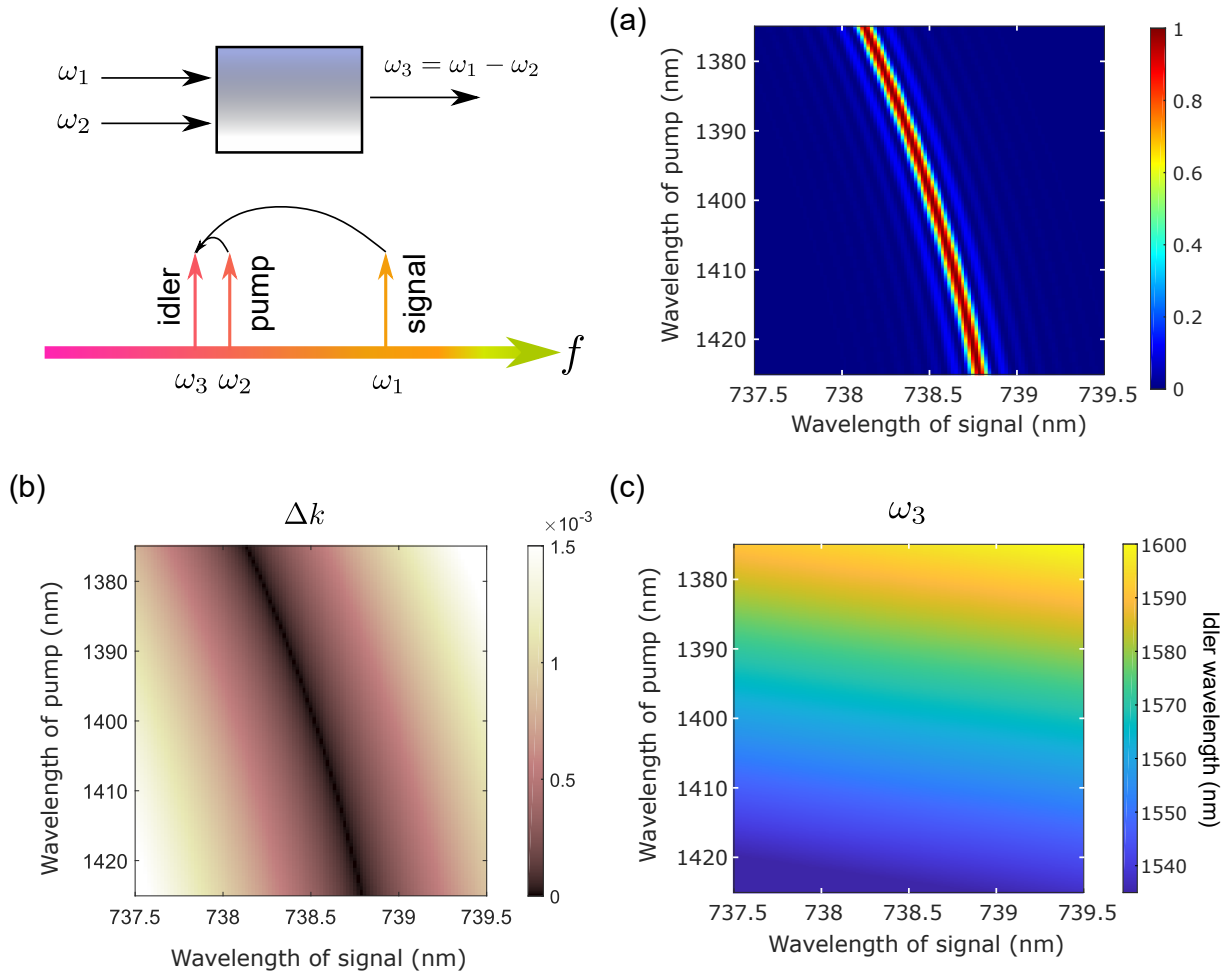 ω₁
ω₂
ω₃ = ω₁ − ω₂
idler
pump
signal
f
ω₃
ω₂
ω₁
(a)
Wavelength of pump (nm)
1380
1390
1400
1410
1420
737.5
738
738.5
739
739.5
Wavelength of signal (nm)
1
0.8
0.6
0.4
0.2
0
(b)
Δk
×10⁻³
Wavelength of pump (nm)
1380
1390
1400
1410
1420
737.5
738
738.5
739
739.5
Wavelength of signal (nm)
1.5
1
0.5
0
(c)
ω₃
Wavelength of pump (nm)
1380
1390
1400
1410
1420
737.5
738
738.5
739
739.5
Wavelength of signal (nm)
1600
1590
1580
1570
1560
1550
1540
Idler wavelength (nm)